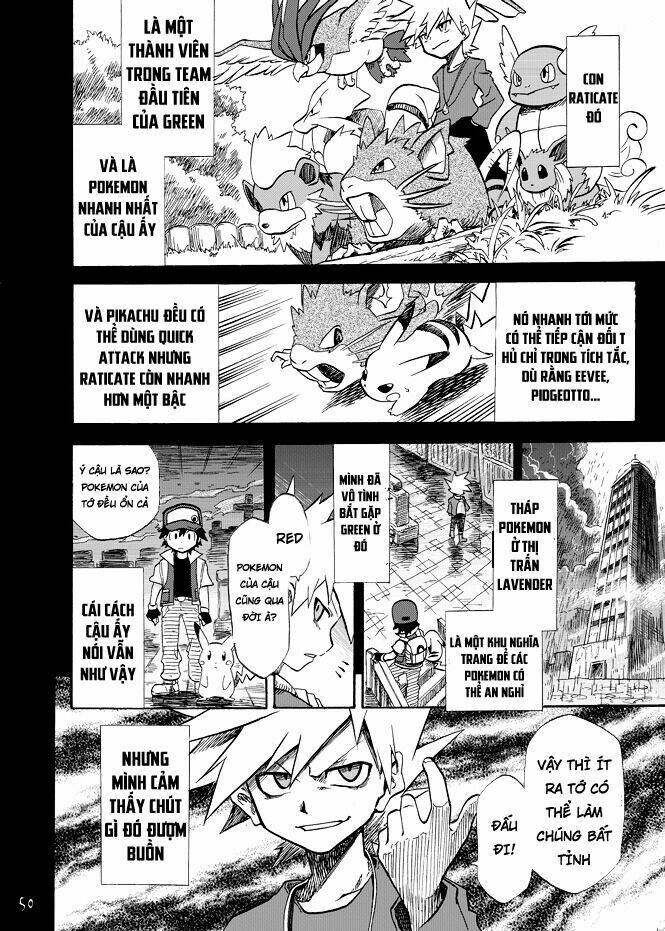 CON
RATICATE
ĐÓ
LÀ MỘT
THÀNH VIÊN
TRONG TEAM
ĐẦU TIÊN
CỦA GREEN
VÀ LÀ
POKEMON
NHANH NHẤT
CỦA CẬU ẤY
NÓ NHANH TỚI MỨC
CÓ THỂ TIẾP CẬN ĐỐI T
HỦ CHỈ TRONG TÍCH TẮC,
DÙ RẰNG EEVEE,
PIDGEOTTO...
VÀ PIKACHU ĐỀU CÓ
THỂ DÙNG QUICK
ATTACK NHƯNG
RATICATE CÒN NHANH
HƠN MỘT BẬC
THÁP
POKEMON
Ở THỊ
TRẤN
LAVENDER
LÀ MỘT KHU NGHĨA
TRANG ĐỂ CÁC
POKEMON CÓ
THỂ AN NGHỈ
MÌNH ĐÃ
VÔ TÌNH
BẮT GẶP
GREEN Ở
ĐÓ
RED
POKEMON
CỦA CẬU
CŨNG QUA
ĐỜI À?
Ý CẬU LÀ SAO?
POKEMON CỦA
TỚ ĐỀU ỔN CẢ
CÁI CÁCH
CẬU ẤY
NÓI VẪN
NHƯ VẬY
VẬY THÌ ÍT
RA TỚ CÓ
THỂ LÀM
CHÚNG BẤT
TỈNH
ĐẤU
ĐI!
NHƯNG
MÌNH CẢM
THẤY CHÚT
GÌ ĐÓ ĐƯỢM
BUỒN
50